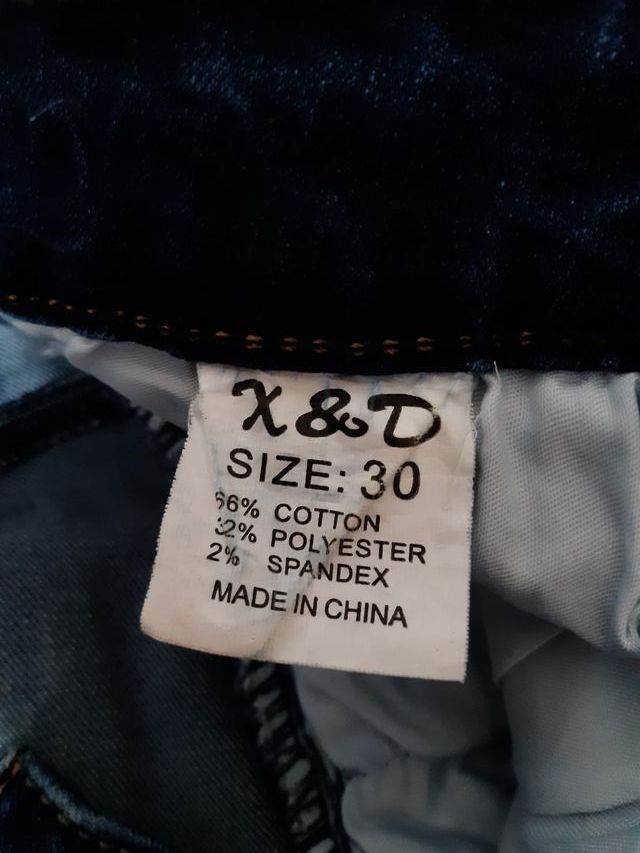 X&D
SIZE: 30
66% COTTON
32% POLYESTER
2% SPANDEX
MADE IN CHINA